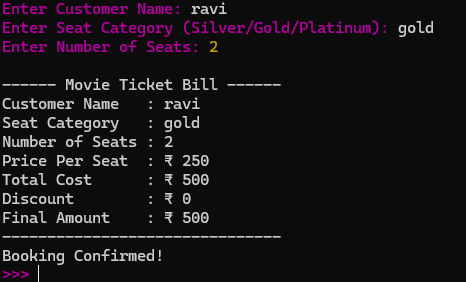 Enter Customer Name: ravi
Enter Seat Category (Silver/Gold/Platinum): gold
Enter Number of Seats: 2
------ Movie Ticket Bill ------
Customer Name   : ravi
Seat Category   : gold
Number of Seats : 2
Price Per Seat  : ₹ 250
Total Cost      : ₹ 500
Discount        : ₹ 0
Final Amount    : ₹ 500
-------------------------------
Booking Confirmed!
>>>